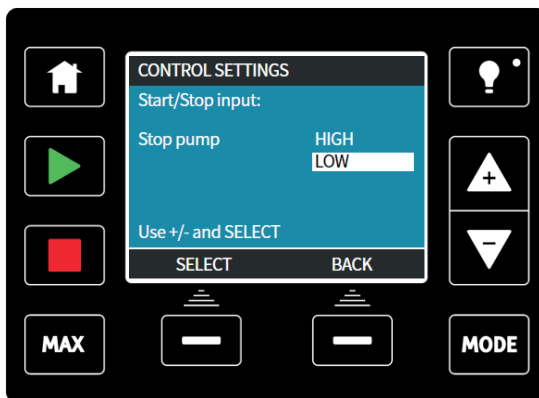 CONTROL SETTINGS
Start/Stop input:
Stop pump HIGH
LOW
+
Use +/- and SELECT
-
SELECT BACK
MAX
MODE